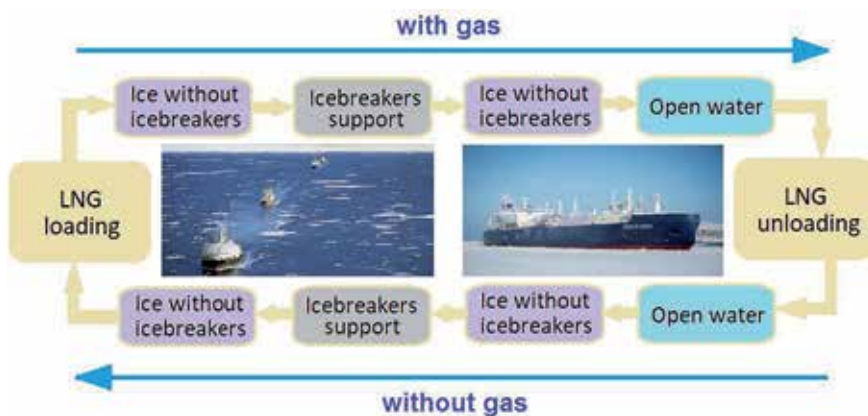 with gas
Ice without
icebreakers
Icebreakers
support
Ice without
icebreakers
Open water
LNG
loading
LNG
unloading
Ice without
icebreakers
Icebreakers
support
Ice without
icebreakers
Open water
without gas